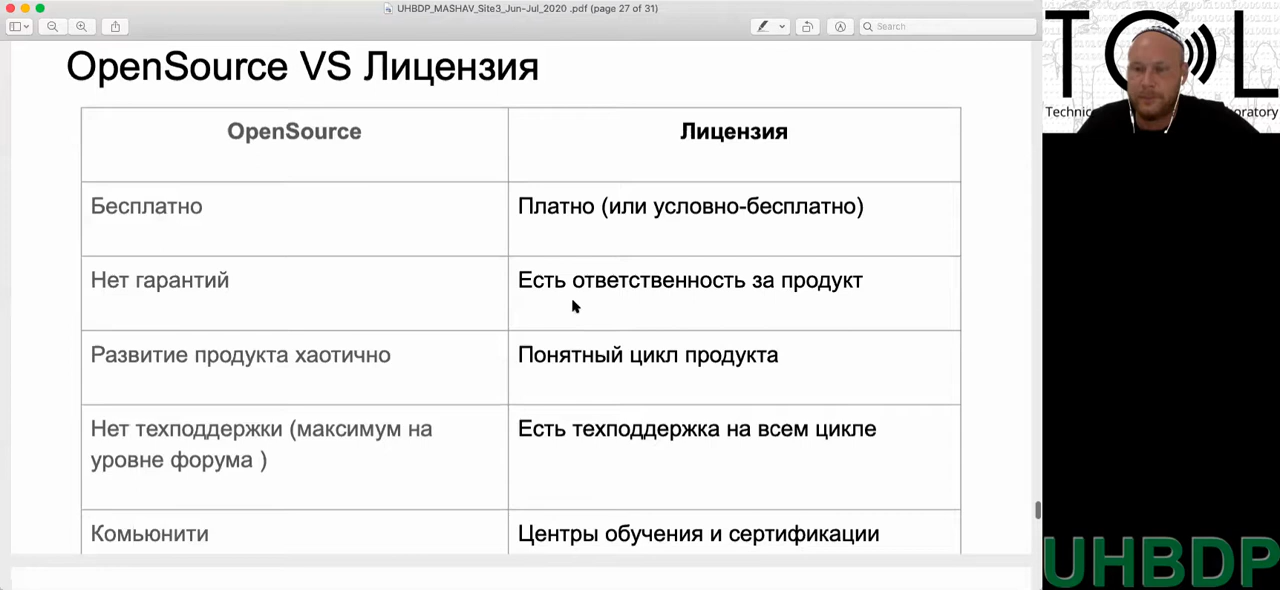 UHBDP_MASHAV_Site3_Jun-Jul_2020 .pdf (page 27 of 31)
Search
OpenSource VS Лицензия
OpenSource
Лицензия
Бесплатно
Платно (или условно-бесплатно)
Нет гарантий
Есть ответственность за продукт
Развитие продукта хаотично
Понятный цикл продукта
Нет техподдержки (максимум на
уровне форума )
Есть техподдержка на всем цикле
Комьюнити
Центры обучения и сертификации
UHBDP